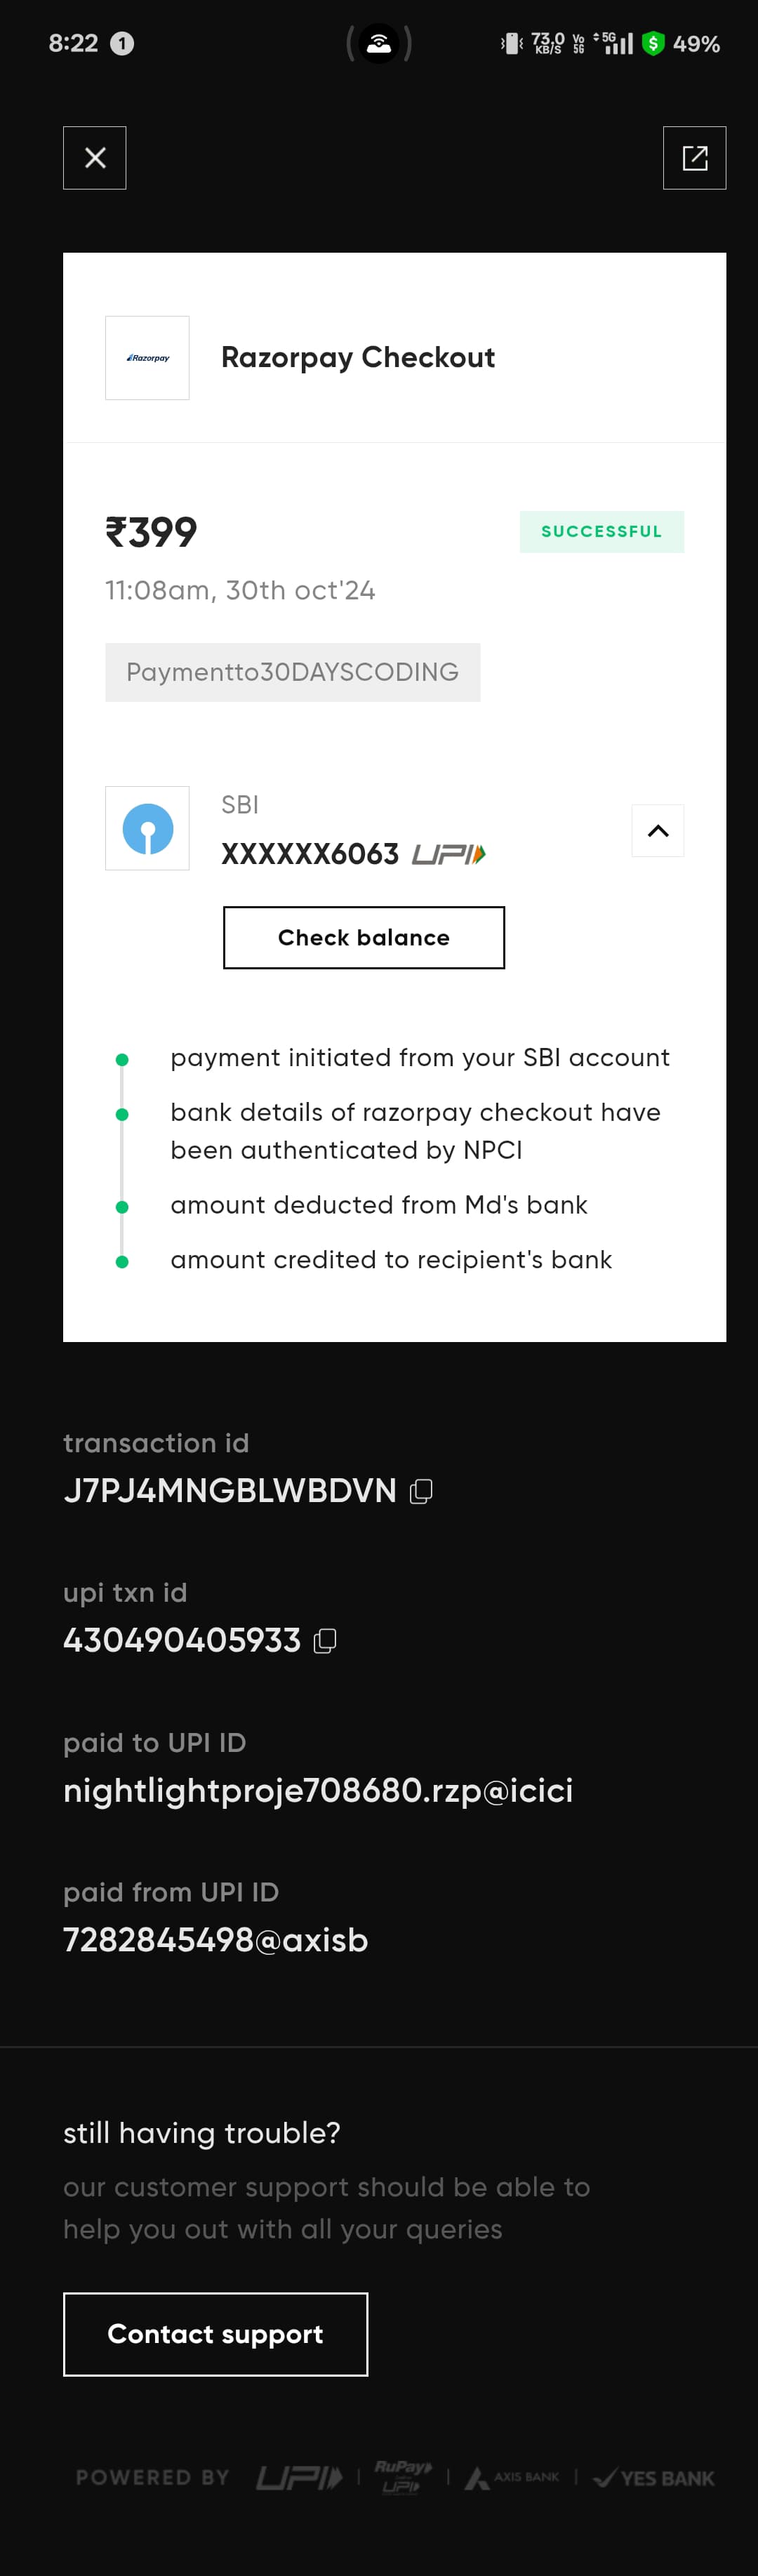 8:22 1 73.0 KB/S Vo 5G 5G $ 49%
Razorpay
Razorpay Checkout
₹399
SUCCESSFUL
11:08am, 30th oct'24
Paymentto30DAYSCODING
SBI
XXXXXX6063 UPI
Check balance
payment initiated from your SBI account
bank details of razorpay checkout have
been authenticated by NPCI
amount deducted from Md's bank
amount credited to recipient's bank
transaction id
J7PJ4MNGBLWBDVN
upi txn id
430490405933
paid to UPI ID
nightlightproje708680.rzp@icici
paid from UPI ID
7282845498@axisb
still having trouble?
our customer support should be able to
help you out with all your queries
Contact support
POWERED BY UPI | RuPay UPI | AXIS BANK | YES BANK